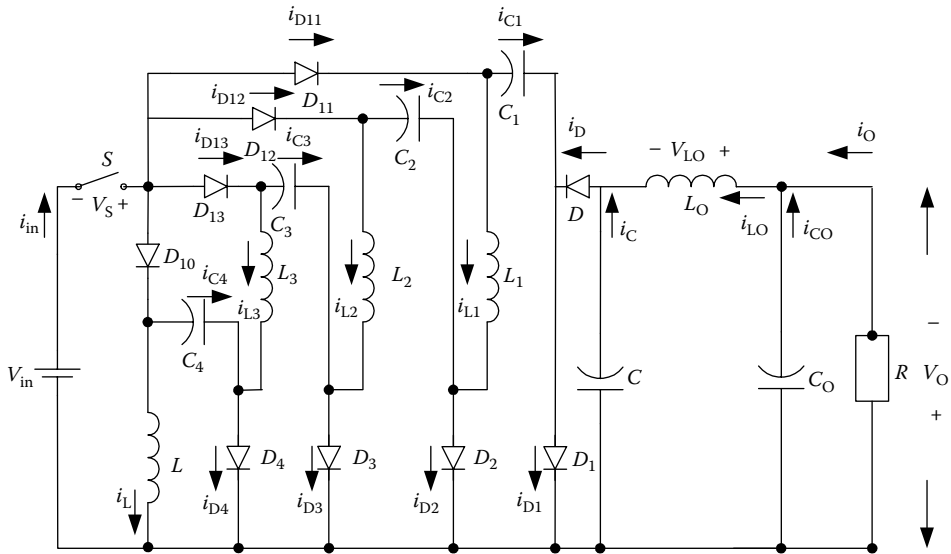 i_D11
i_C1
i_D12
D_11
i_C2
C_1
i_D13
D_12
i_C3
C_2
i_D
− V_LO +
i_O
S
− V_S +
D_13
C_3
D
L_O
i_in
i_C
i_LO
i_CO
D_10
i_C4
L_3
L_2
L_1
i_L3
i_L2
i_L1
C_4
V_in
C
C_O
R
−
V_O
+
L
D_4
D_3
D_2
D_1
i_L
i_D4
i_D3
i_D2
i_D1